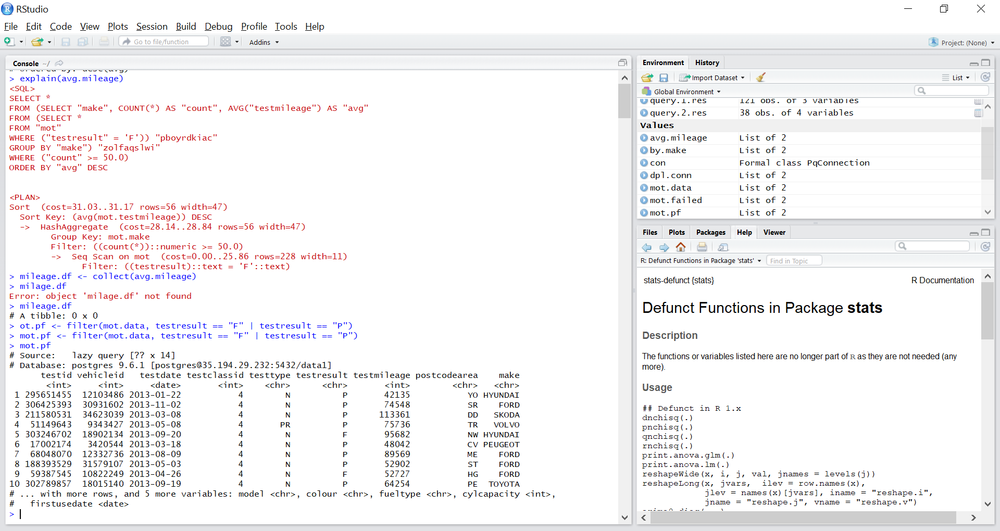 RStudio
File Edit Code View Plots Session Build Debug Profile Tools Help
Go to file/function Addins Project: (None)
Console ~/
# Ordered by: desc(avg)
> explain(avg.mileage)
<SQL>
SELECT *
FROM (SELECT "make", COUNT(*) AS "count", AVG("testmileage") AS "avg"
FROM (SELECT *
FROM "mot"
WHERE ("testresult" = 'F')) "pboyrdkiac"
GROUP BY "make") "zolfaqslwi"
WHERE ("count" >= 50.0)
ORDER BY "avg" DESC
<PLAN>
Sort  (cost=31.03..31.17 rows=56 width=47)
  Sort Key: (avg(mot.testmileage)) DESC
  ->  HashAggregate  (cost=28.14..28.84 rows=56 width=47)
        Group Key: mot.make
        Filter: ((count(*))::numeric >= 50.0)
        ->  Seq Scan on mot  (cost=0.00..25.86 rows=228 width=11)
              Filter: ((testresult)::text = 'F'::text)
> mileage.df <- collect(avg.mileage)
> milage.df
Error: object 'milage.df' not found
> mileage.df
# A tibble: 0 x 0
> ot.pf <- filter(mot.data, testresult == "F" | testresult == "P")
> mot.pf <- filter(mot.data, testresult == "F" | testresult == "P")
> mot.pf
# Source:   lazy query [?? x 14]
# Database: postgres 9.6.1 [postgres@35.194.29.232:5432/data1]
      testid vehicleid   testdate testclassid testtype testresult testmileage postcodearea    make
       <int>     <int>     <date>       <int>    <chr>      <chr>       <int>        <chr>   <chr>
 1 295651455  12103486 2013-01-22           4        N          P       42135           YO HYUNDAI
 2 306425393  30931602 2013-11-02           4        N          P       74548           SR    FORD
 3 211580531  34623039 2013-03-08           4        N          P      113361           DD   SKODA
 4  51149643   9343427 2013-05-08           4       PR          P       75736           TR   VOLVO
 5 303246702  18902134 2013-09-20           4        N          F       95682           NW HYUNDAI
 6  17002174   3420544 2013-03-18           4        N          P       48042           CV PEUGEOT
 7  68048070  12332736 2013-08-09           4        N          P       89569           ME    FORD
 8 188393529  31579107 2013-05-03           4        N          P       52902           ST    FORD
 9  59387545  10822249 2013-04-26           4        N          F       52727           HG    FORD
10 302789857  18015140 2013-09-19           4        N          P       64254           PE  TOYOTA
# ... with more rows, and 5 more variables: model <chr>, colour <chr>, fueltype <chr>, cylcapacity <int>,
#   firstusedate <date>
>
Environment History
Import Dataset List
Global Environment
query.1.res 121 obs. of 3 variables
query.2.res 38 obs. of 4 variables
Values
avg.mileage List of 2
by.make List of 2
con Formal class PqConnection
dpl.conn List of 2
mot.data List of 2
mot.failed List of 2
mot.pf List of 2
Files Plots Packages Help Viewer
R: Defunct Functions in Package 'stats' Find in Topic
stats-defunct {stats} R Documentation
Defunct Functions in Package stats
Description
The functions or variables listed here are no longer part of R as they are not needed (any
more).
Usage
## Defunct in R 1.x
dnchisq(.)
pnchisq(.)
qnchisq(.)
rnchisq(.)
print.anova.glm(.)
print.anova.lm(.)
reshapeWide(x, i, j, val, jnames = levels(j))
reshapeLong(x, jvars,  ilev = row.names(x),
            jlev = names(x)[jvars], iname = "reshape.i",
            jname = "reshape.j", vname = "reshape.v")